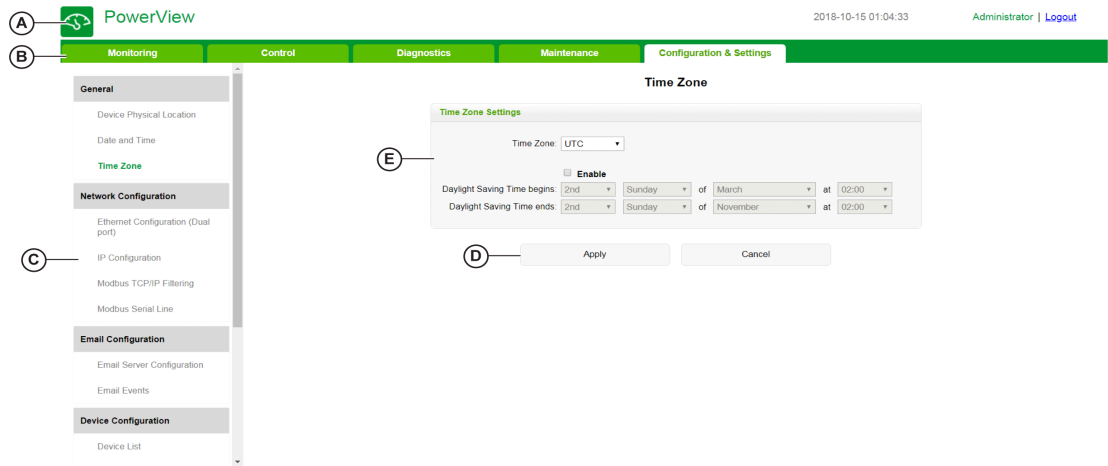 A
PowerView
2018-10-15 01:04:33
Administrator | Logout
B
Monitoring
Control
Diagnostics
Maintenance
Configuration & Settings
General
Device Physical Location
Date and Time
Time Zone
Network Configuration
Ethernet Configuration (Dual
port)
C
IP Configuration
Modbus TCP/IP Filtering
Modbus Serial Line
Email Configuration
Email Server Configuration
Email Events
Device Configuration
Device List
Time Zone
Time Zone Settings
Time Zone: UTC
E
Enable
Daylight Saving Time begins: 2nd Sunday of March at 02:00
Daylight Saving Time ends: 2nd Sunday of November at 02:00
D
Apply
Cancel